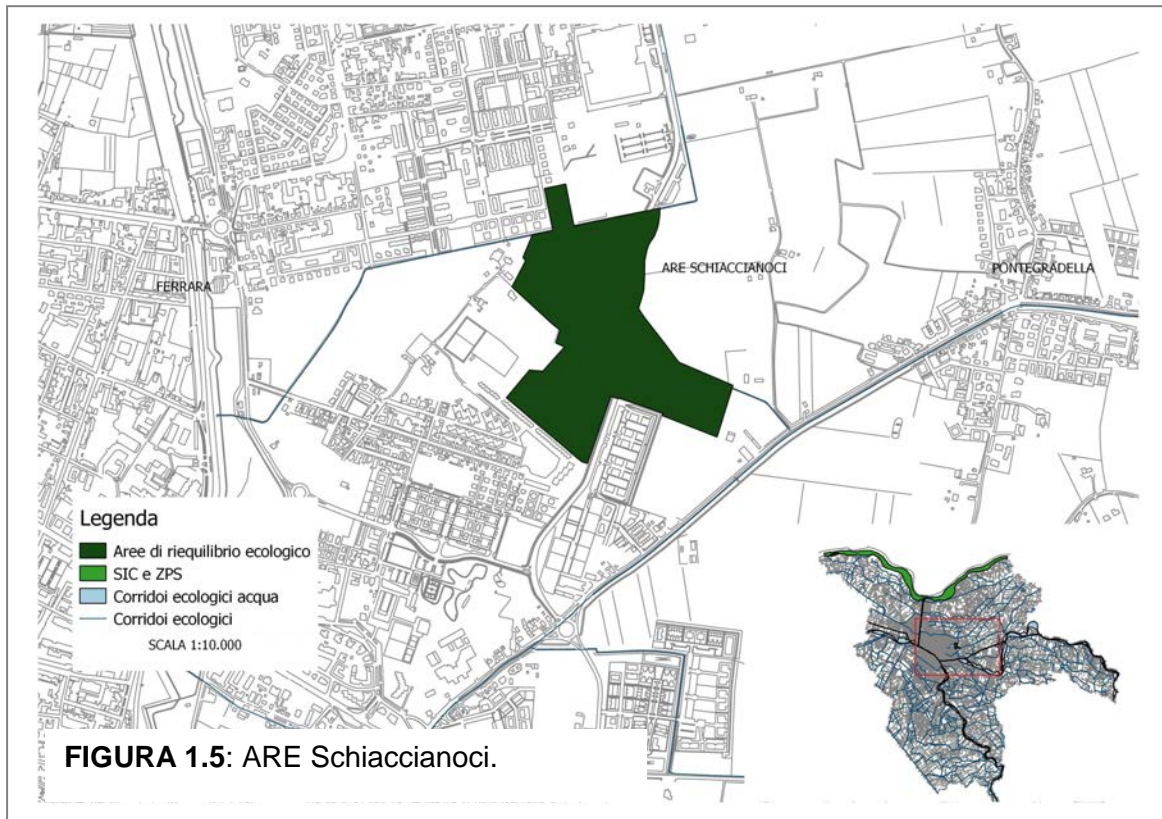 ARE SCHIACCIANOCI
PONTEGRADELLA
FERRARA
Legenda
Aree di riequilibrio ecologico
SIC e ZPS
Corridoi ecologici acqua
Corridoi ecologici
SCALA 1:10.000
FIGURA 1.5: ARE Schiaccianoci.